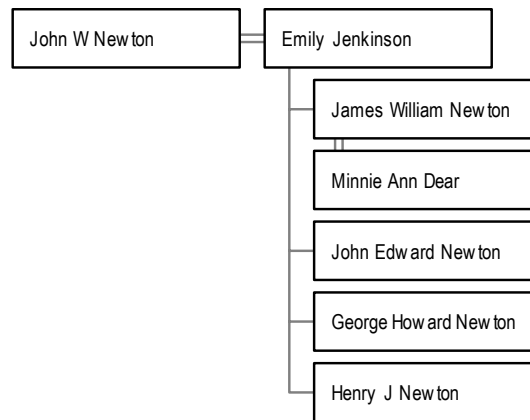 John W Newton
Emily Jenkinson
James William Newton
Minnie Ann Dear
John Edward Newton
George Howard Newton
Henry J Newton